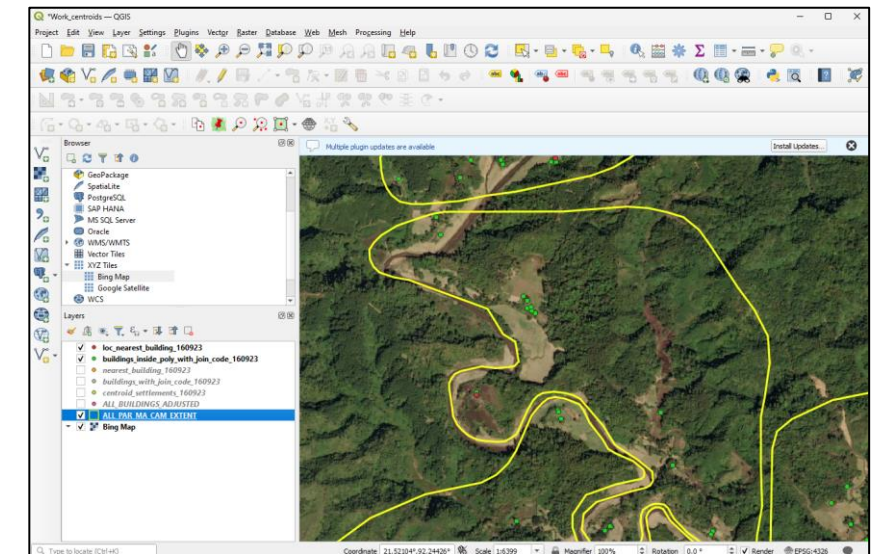 *Work_centroids — QGIS
Project Edit View Layer Settings Plugins Vector Raster Database Web Mesh Processing Help
Browser
Multiple plugin updates are available
Install Updates...
GeoPackage
SpatiaLite
PostgreSQL
SAP HANA
MS SQL Server
Oracle
WMS/WMTS
Vector Tiles
XYZ Tiles
Bing Map
Google Satellite
WCS
Layers
loc_nearest_building_160923
buildings_inside_poly_with_join_code_160923
nearest_building_160923
buildings_with_join_code_160923
centroid_settlements_160923
ALL_BUILDINGS_ADJUSTED
ALL_PAR_MA_CAM_EXTENT
Bing Map
Type to locate (Ctrl+K)
Coordinate 21.52104°,92.24426° Scale 1:6399 Magnifier 100% Rotation 0.0 ° Render EPSG:4326